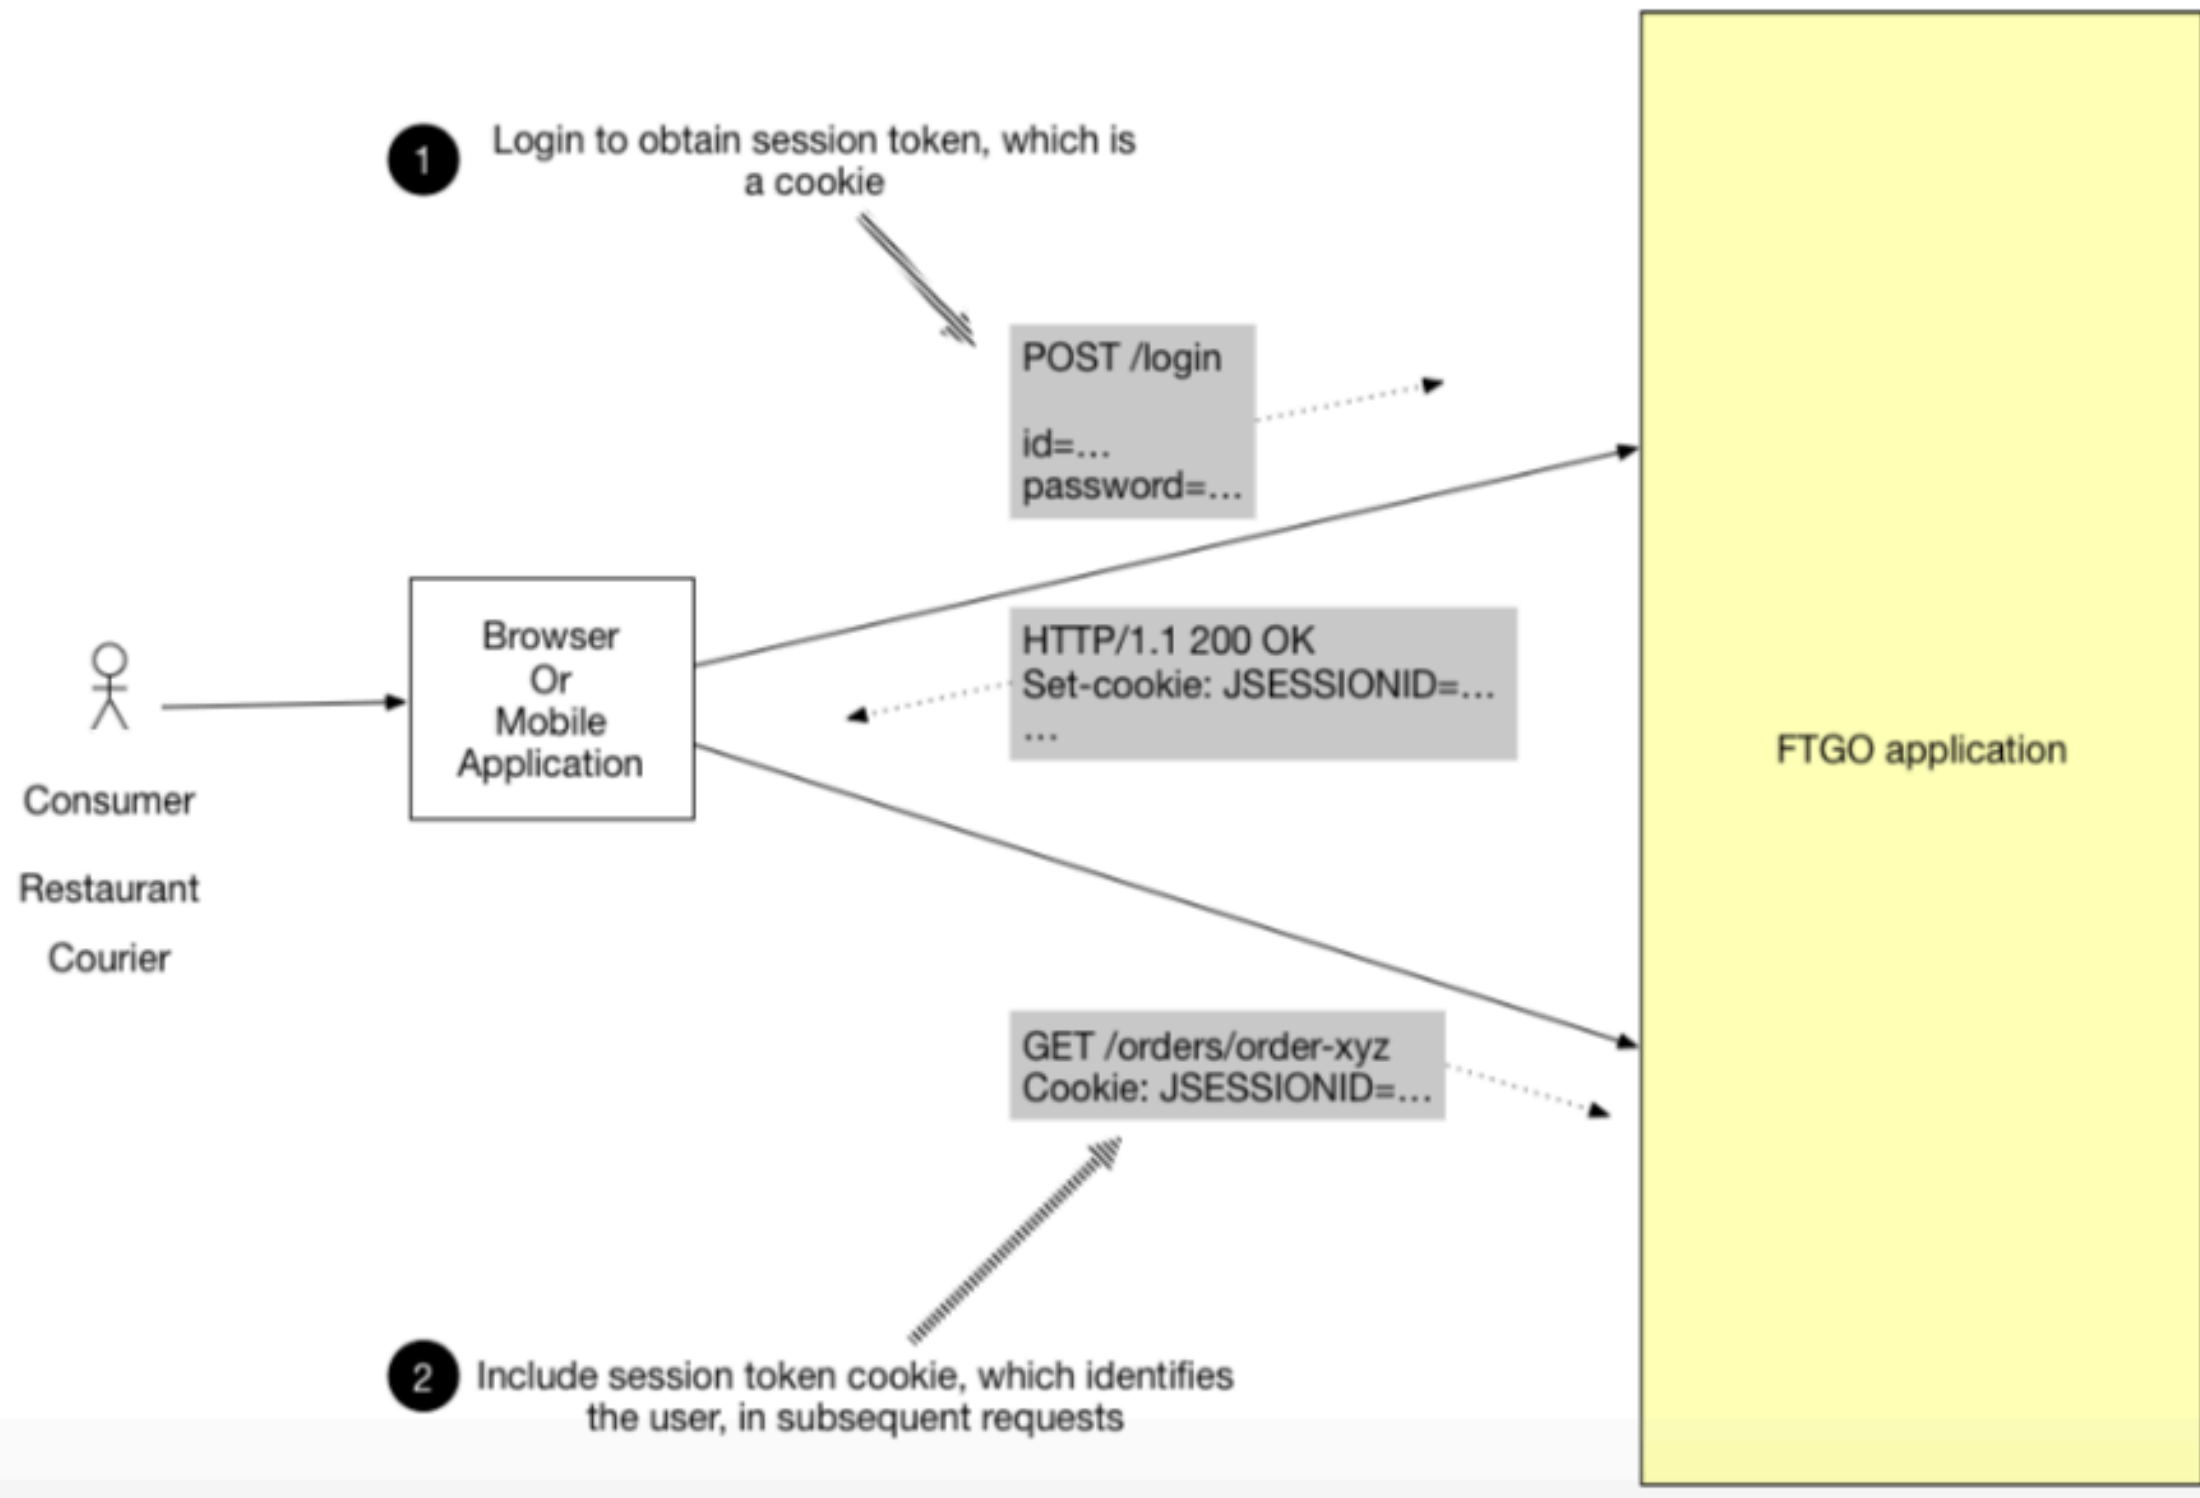 1
Login to obtain session token, which is
a cookie
POST /login
id=...
password=...
HTTP/1.1 200 OK
Set-cookie: JSESSIONID=...
...
Browser
Or
Mobile
Application
Consumer
Restaurant
Courier
FTGO application
GET /orders/order-xyz
Cookie: JSESSIONID=...
2
Include session token cookie, which identifies
the user, in subsequent requests